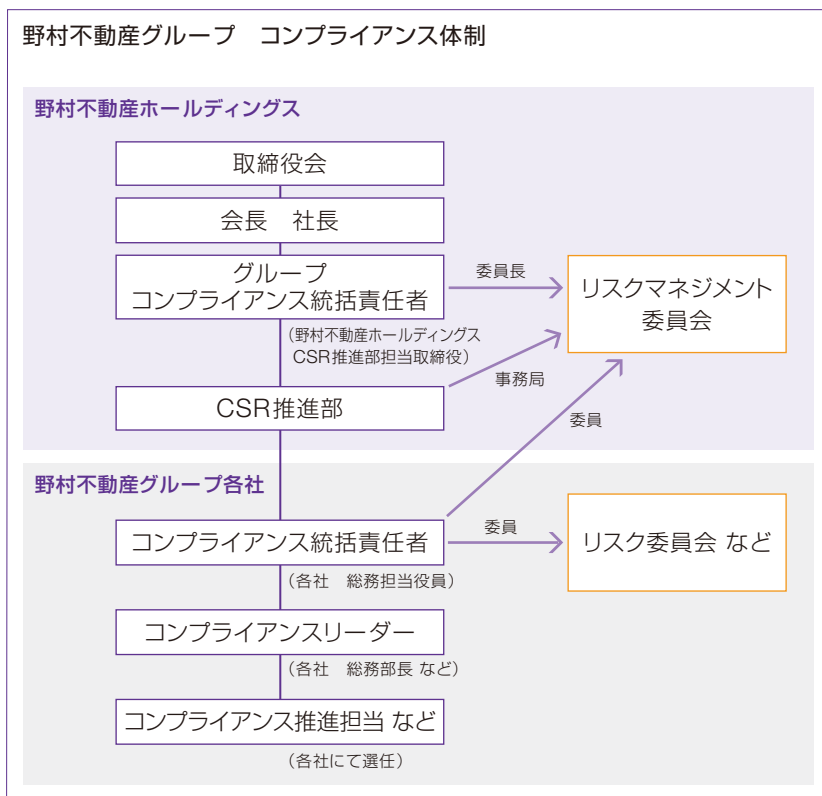 野村不動産グループ　コンプライアンス体制
野村不動産ホールディングス
取締役会
会長　社長
グループ
コンプライアンス統括責任者
委員長
リスクマネジメント
委員会
（野村不動産ホールディングス
CSR推進部担当取締役）
事務局
CSR推進部
委員
野村不動産グループ各社
コンプライアンス統括責任者
委員
リスク委員会 など
（各社　総務担当役員）
コンプライアンスリーダー
（各社　総務部長 など）
コンプライアンス推進担当 など
（各社にて選任）